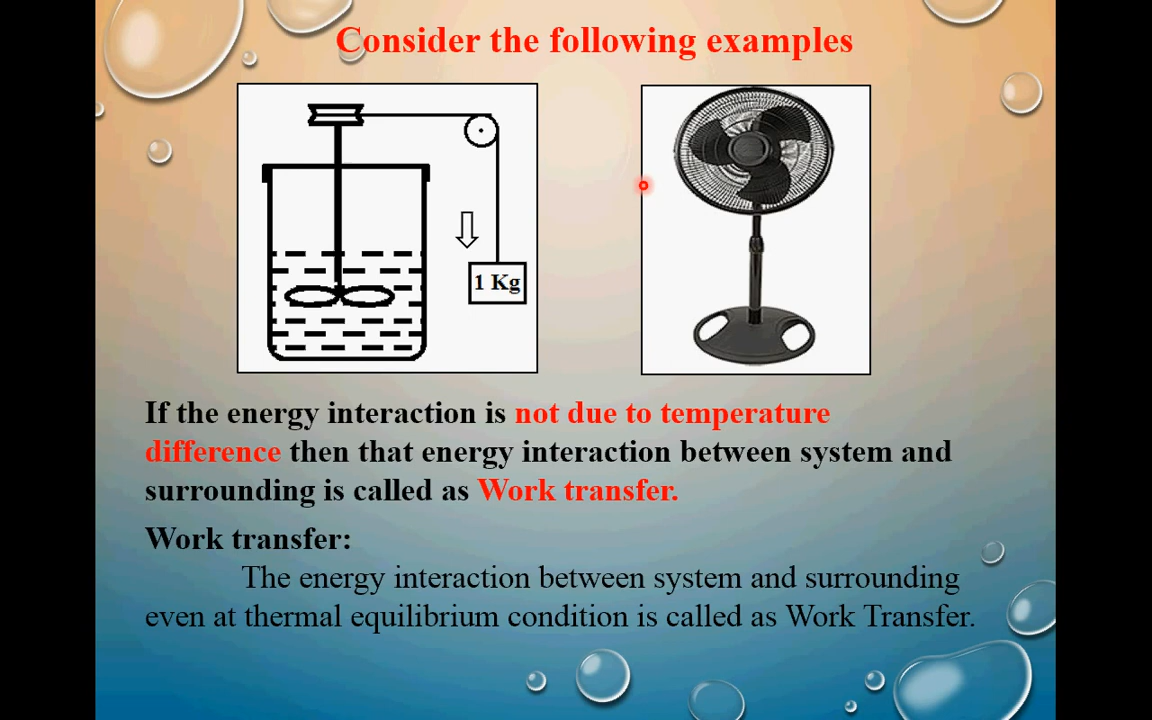 Consider the following examples
1 Kg
If the energy interaction is not due to temperature
difference then that energy interaction between system and
surrounding is called as Work transfer.
Work transfer:
The energy interaction between system and surrounding
even at thermal equilibrium condition is called as Work Transfer.